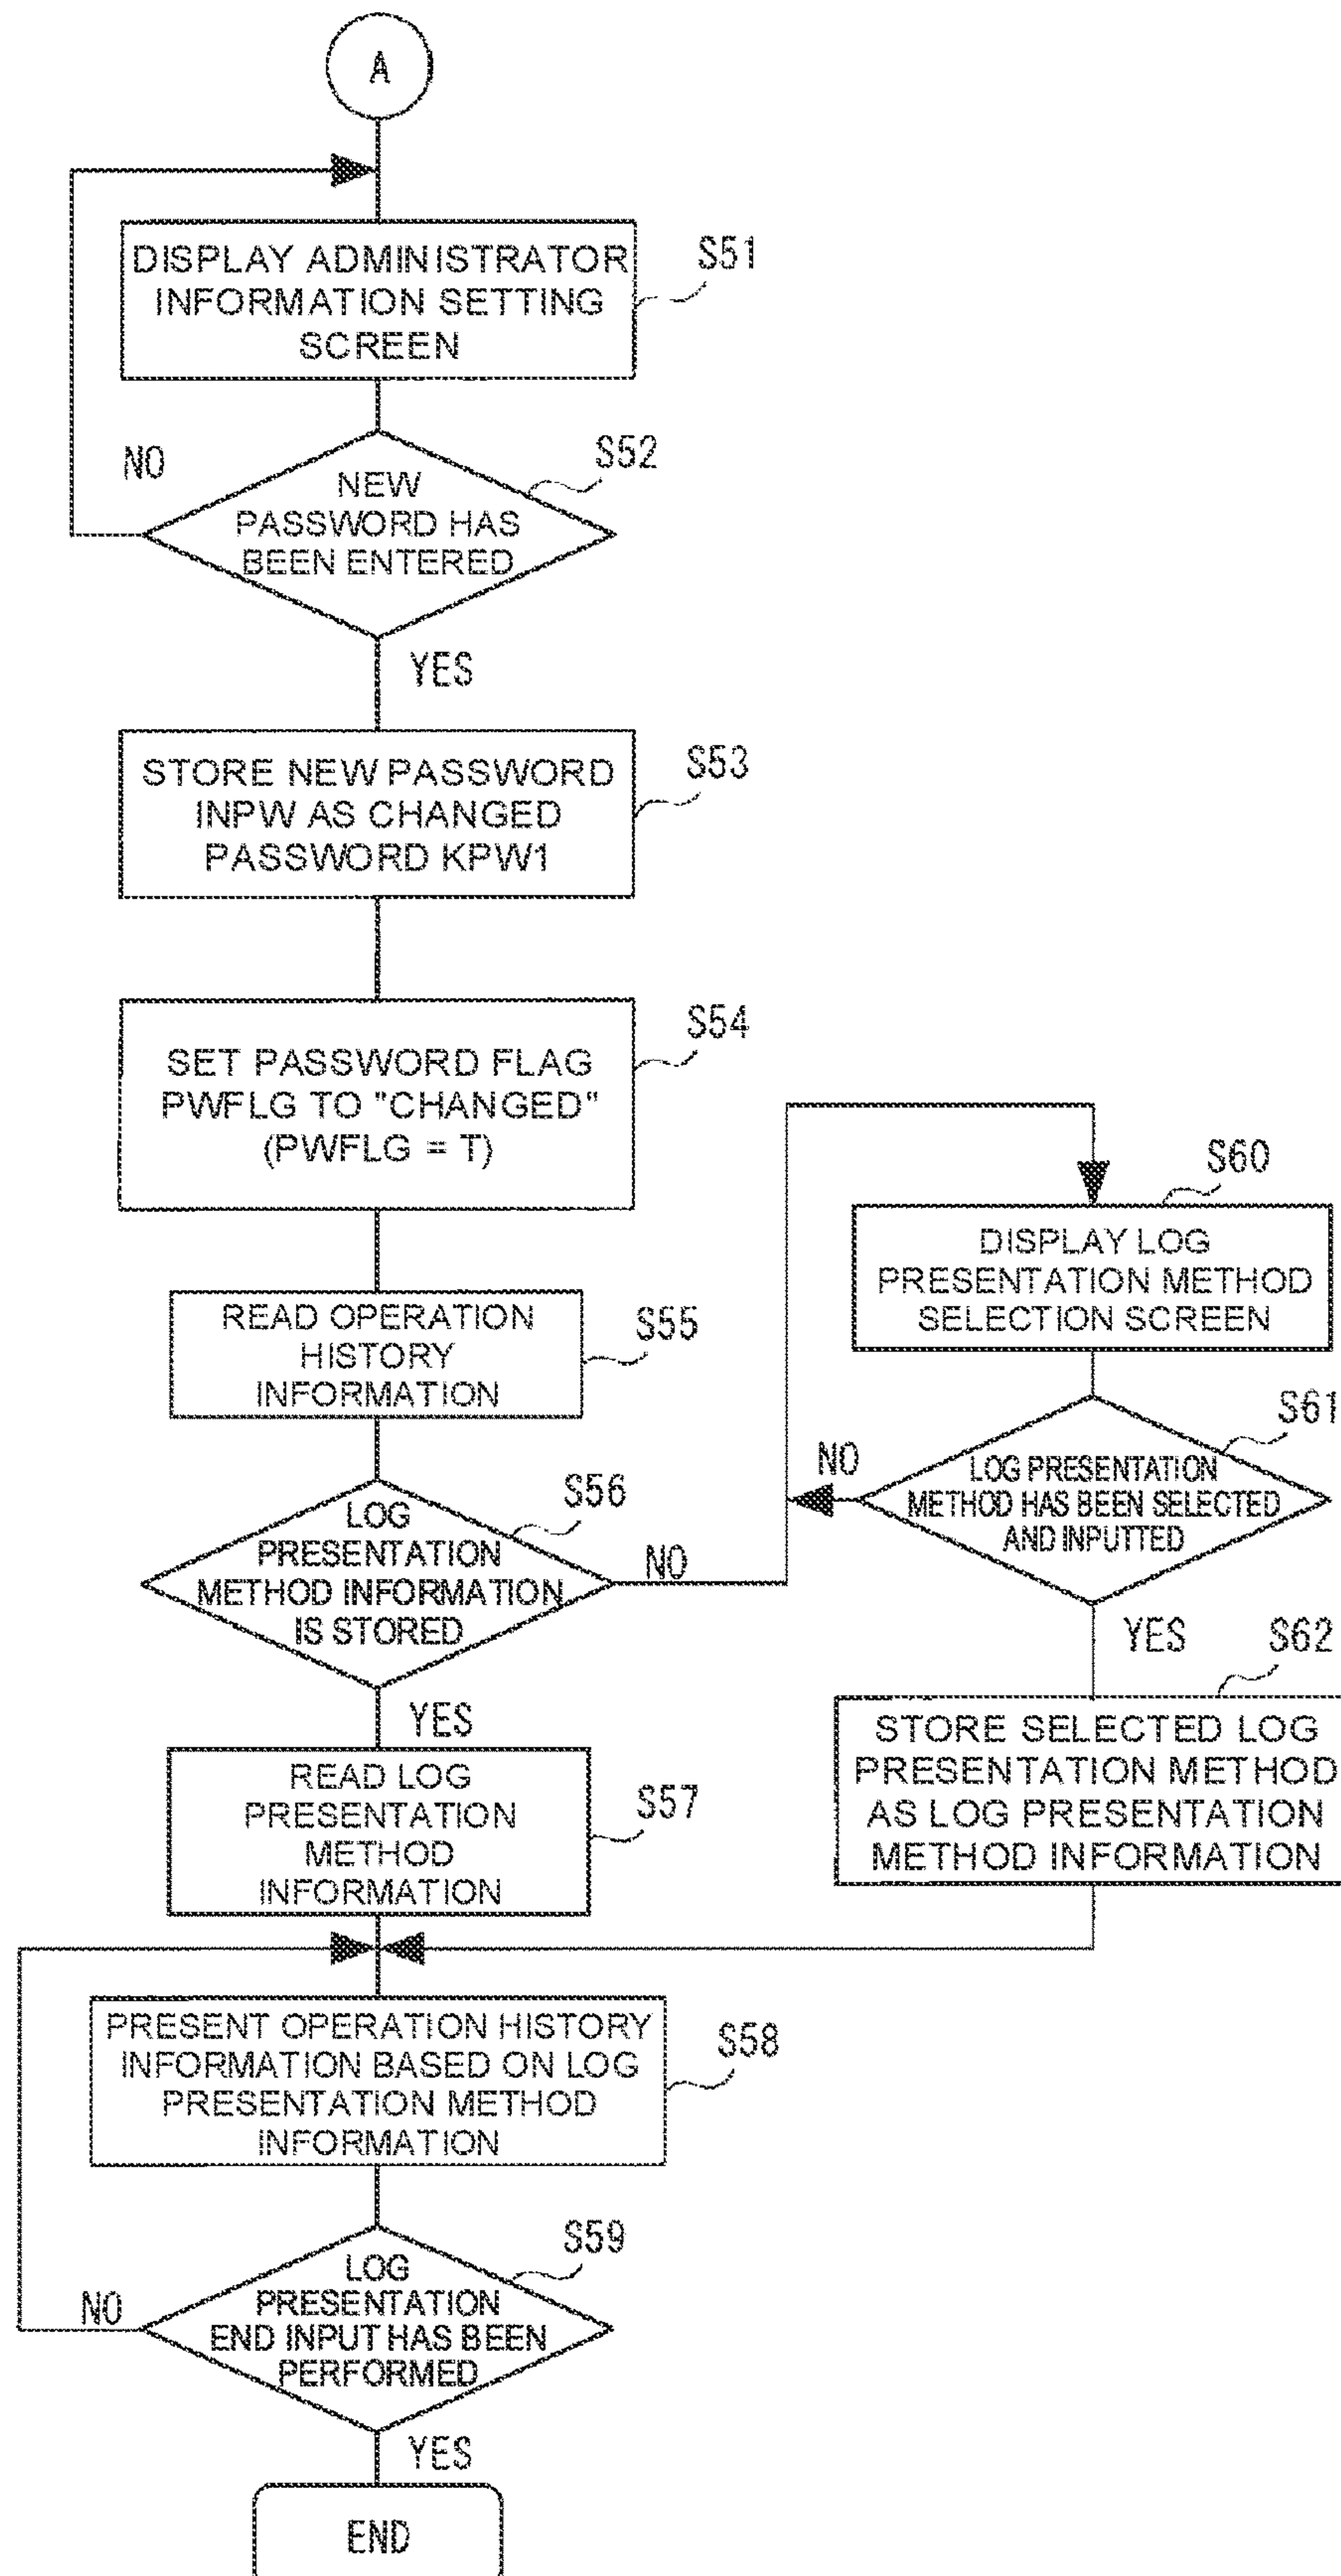 A
DISPLAY ADMINISTRATOR
INFORMATION SETTING
SCREEN
S51
NO
S52
NEW
PASSWORD HAS
BEEN ENTERED
YES
STORE NEW PASSWORD
INPW AS CHANGED
PASSWORD KPW1
S53
SET PASSWORD FLAG
PWFLG TO "CHANGED"
(PWFLG = T)
S54
READ OPERATION
HISTORY
INFORMATION
S55
S56
LOG
PRESENTATION
METHOD INFORMATION
IS STORED
NO
YES
READ LOG
PRESENTATION
METHOD
INFORMATION
S57
S60
DISPLAY LOG
PRESENTATION METHOD
SELECTION SCREEN
S61
NO
LOG PRESENTATION
METHOD HAS BEEN SELECTED
AND INPUTTED
YES
S62
STORE SELECTED LOG
PRESENTATION METHOD
AS LOG PRESENTATION
METHOD INFORMATION
PRESENT OPERATION HISTORY
INFORMATION BASED ON LOG
PRESENTATION METHOD
INFORMATION
S58
S59
LOG
PRESENTATION
END INPUT HAS BEEN
PERFORMED
NO
YES
END